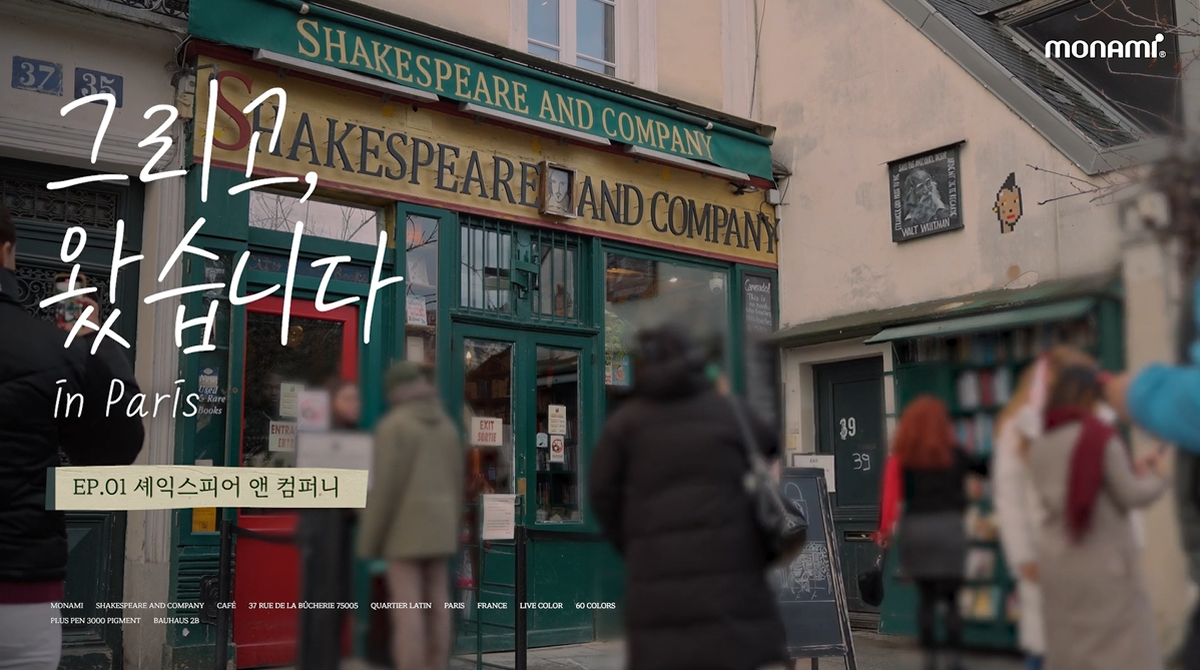 SHAKESPEARE AND COMPANY
monami
37
35
SHAKESPEARE AND COMPANY
WALT WHITMAN
그리고,
왔습니다
in Paris
& Rare
Books
ENTRA
EXIT
SORTIE
39
39
EP.01 셰익스피어 앤 컴퍼니
MONAMI SHAKESPEARE AND COMPANY CAFÉ 37 RUE DE LA BÛCHERIE 75005 QUARTIER LATIN PARIS FRANCE LIVE COLOR 60 COLORS
PLUS PEN 3000 PIGMENT BAUHAUS 2B